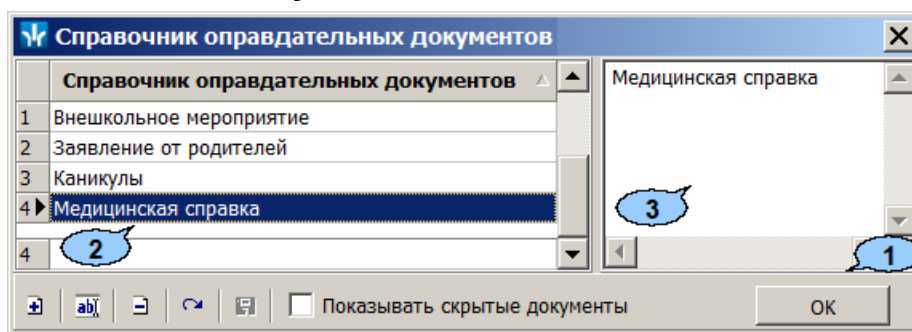 Справочник оправдательных документов
Справочник оправдательных документов
Медицинская справка
1 Внешкольное мероприятие
2 Заявление от родителей
3 Каникулы
4 Медицинская справка
3
4
2
1
ab
Показывать скрытые документы
OK